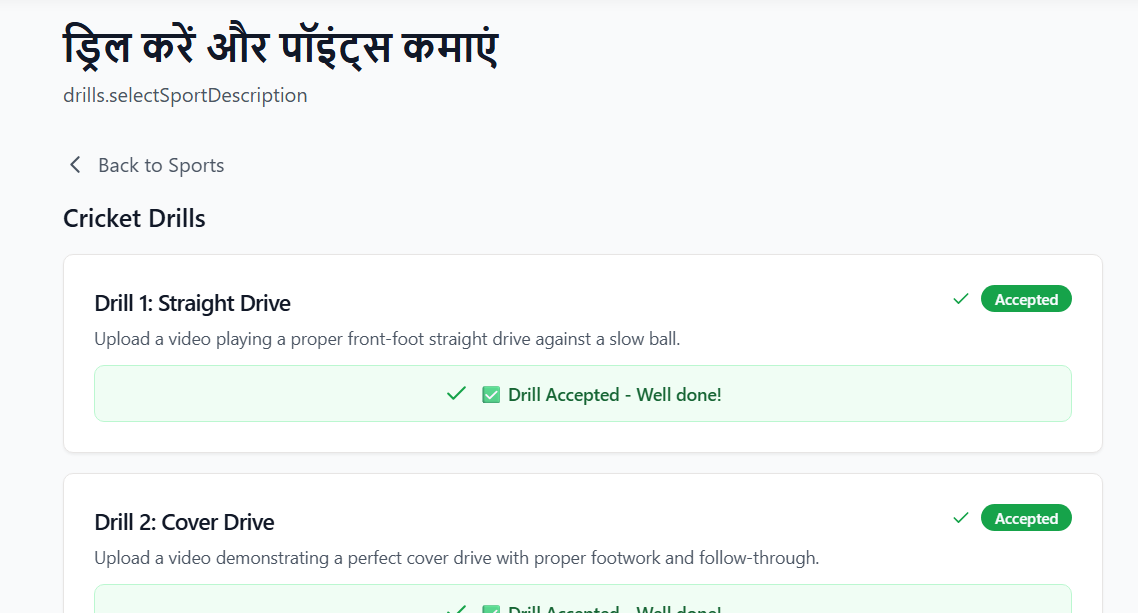 ड्रिल करें और पॉइंट्स कमाएं
drills.selectSportDescription
Back to Sports
Cricket Drills
Drill 1: Straight Drive
Accepted
Upload a video playing a proper front-foot straight drive against a slow ball.
✅ Drill Accepted - Well done!
Drill 2: Cover Drive
Accepted
Upload a video demonstrating a perfect cover drive with proper footwork and follow-through.
✅ Drill Accepted - Well done!